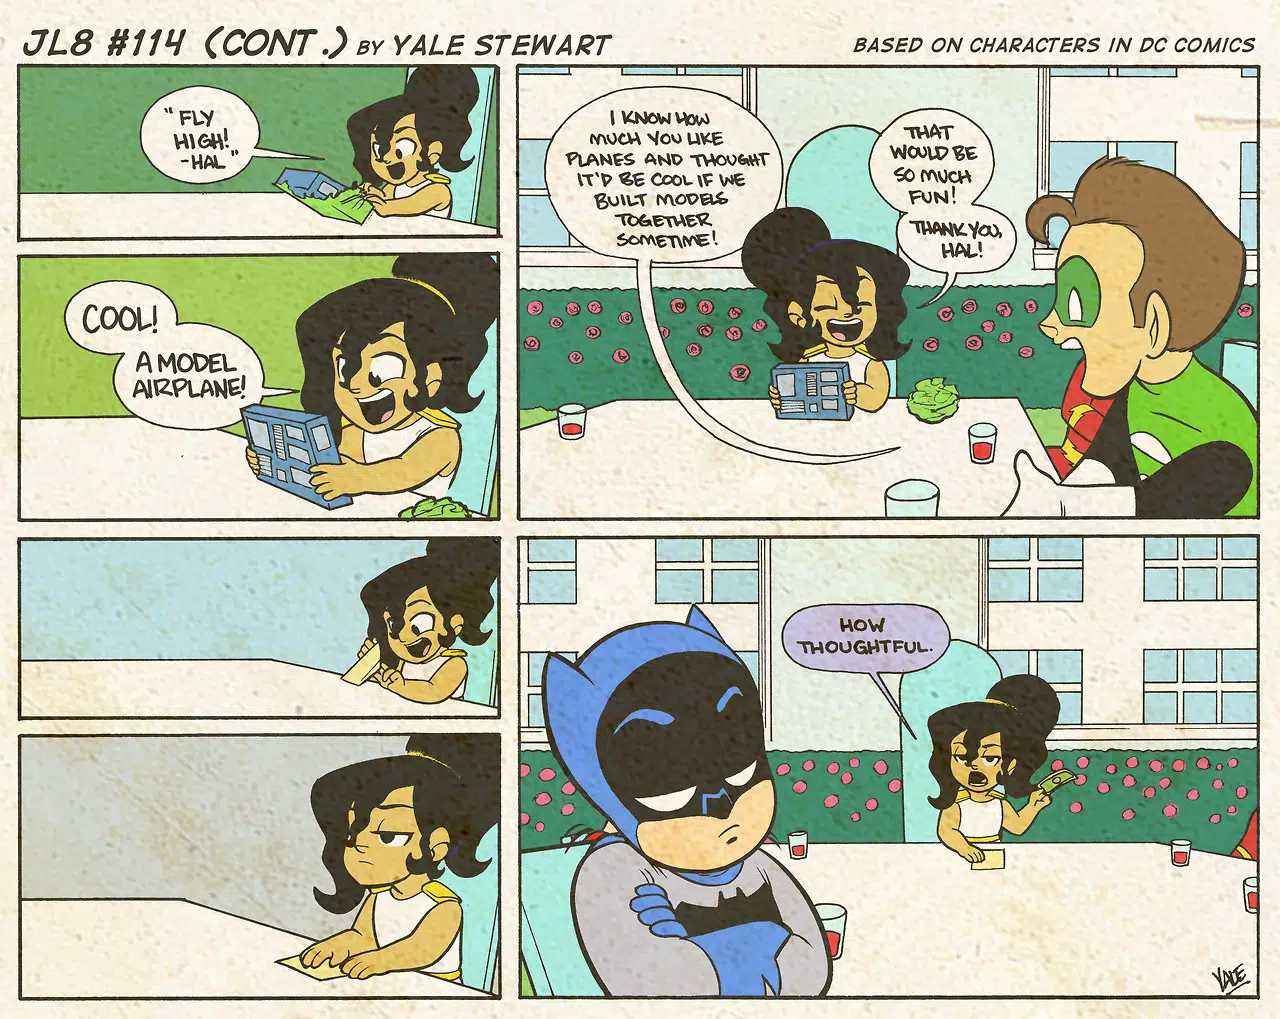 JL8 #114 (CONT.) BY YALE STEWART
BASED ON CHARACTERS IN DC COMICS
"FLY
HIGH!
-HAL"
COOL!
A MODEL
AIRPLANE!
I KNOW HOW
MUCH YOU LIKE
PLANES AND THOUGHT
IT'D BE COOL IF WE
BUILT MODELS
TOGETHER
SOMETIME!
THAT
WOULD BE
SO MUCH
FUN!
THANK YOU,
HAL!
HOW
THOUGHTFUL.
YALE